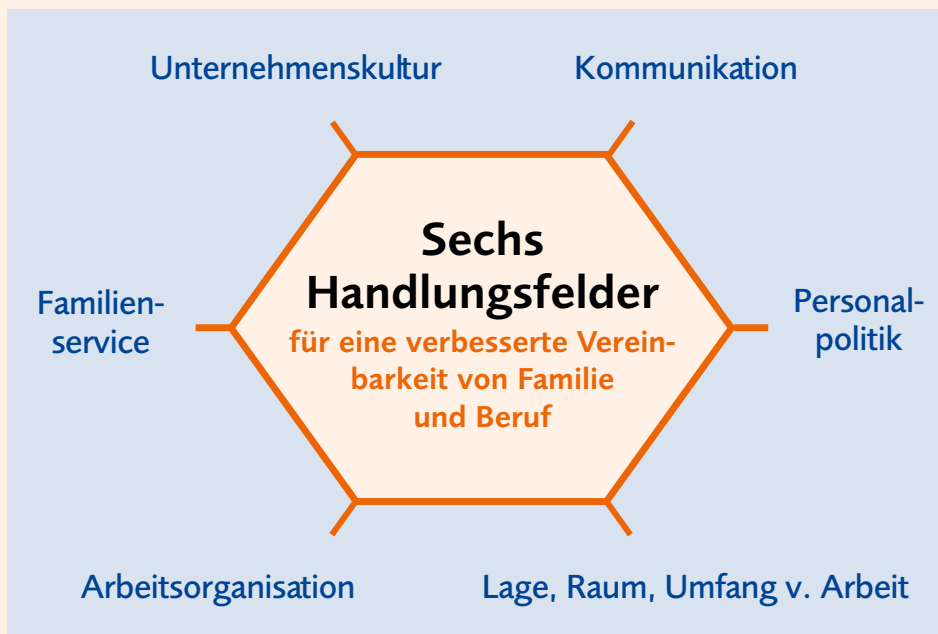 Unternehmenskultur
Kommunikation
Sechs
Handlungsfelder
für eine verbesserte Verein-
barkeit von Familie
und Beruf
Familien-
service
Personal-
politik
Arbeitsorganisation
Lage, Raum, Umfang v. Arbeit